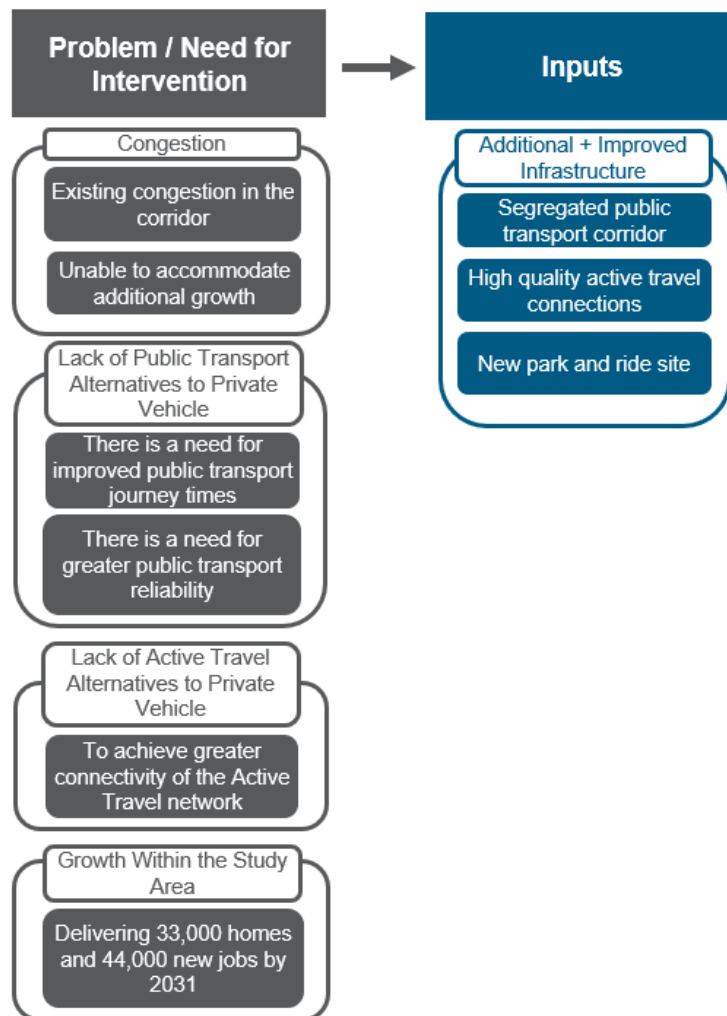 Problem / Need for
Intervention
Inputs
Congestion
Existing congestion in the
corridor
Unable to accommodate
additional growth
Lack of Public Transport
Alternatives to Private
Vehicle
There is a need for
improved public transport
journey times
There is a need for
greater public transport
reliability
Lack of Active Travel
Alternatives to Private
Vehicle
To achieve greater
connectivity of the Active
Travel network
Growth Within the Study
Area
Delivering 33,000 homes
and 44,000 new jobs by
2031
Additional + Improved
Infrastructure
Segregated public
transport corridor
High quality active travel
connections
New park and ride site